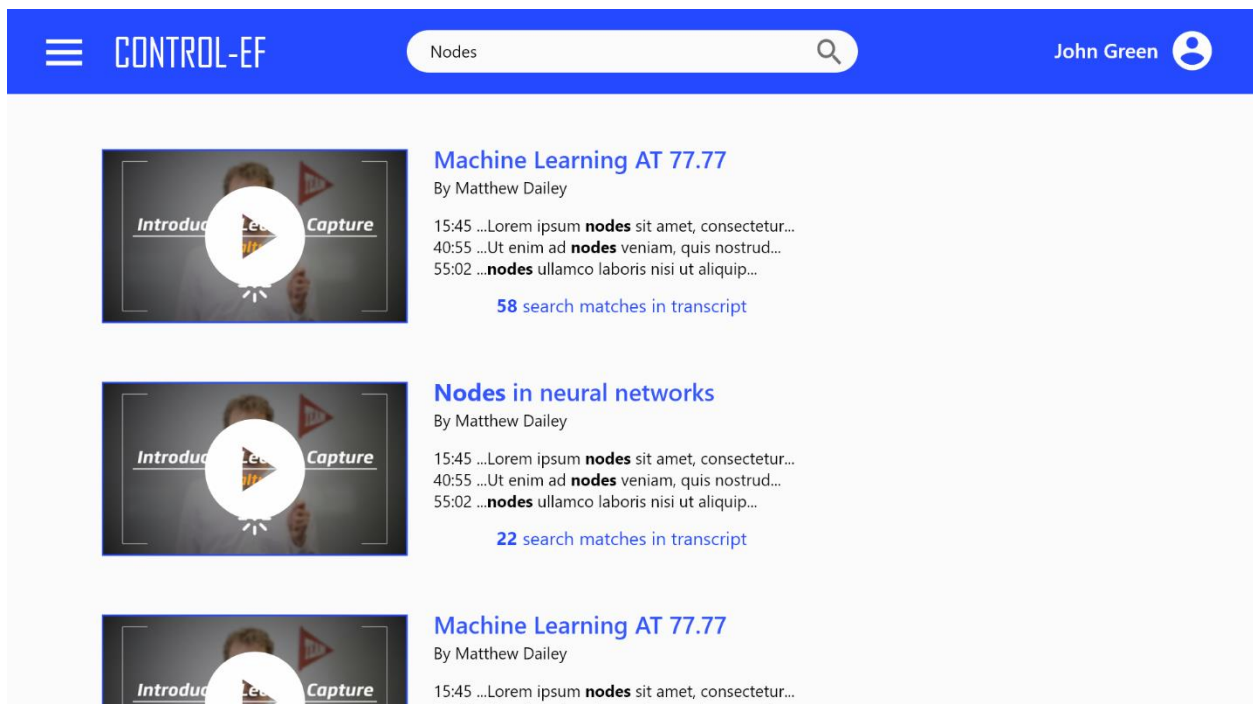 CONTROL-EF
Nodes
John Green
Machine Learning AT 77.77
By Matthew Dailey
15:45 ...Lorem ipsum nodes sit amet, consectetur...
40:55 ...Ut enim ad nodes veniam, quis nostrud...
55:02 ...nodes ullamco laboris nisi ut aliquip...
58 search matches in transcript
Capture
TEAM
Nodes in neural networks
By Matthew Dailey
15:45 ...Lorem ipsum nodes sit amet, consectetur...
40:55 ...Ut enim ad nodes veniam, quis nostrud...
55:02 ...nodes ullamco laboris nisi ut aliquip...
22 search matches in transcript
Capture
TEAM
Machine Learning AT 77.77
By Matthew Dailey
15:45 ...Lorem ipsum nodes sit amet, consectetur...
Capture